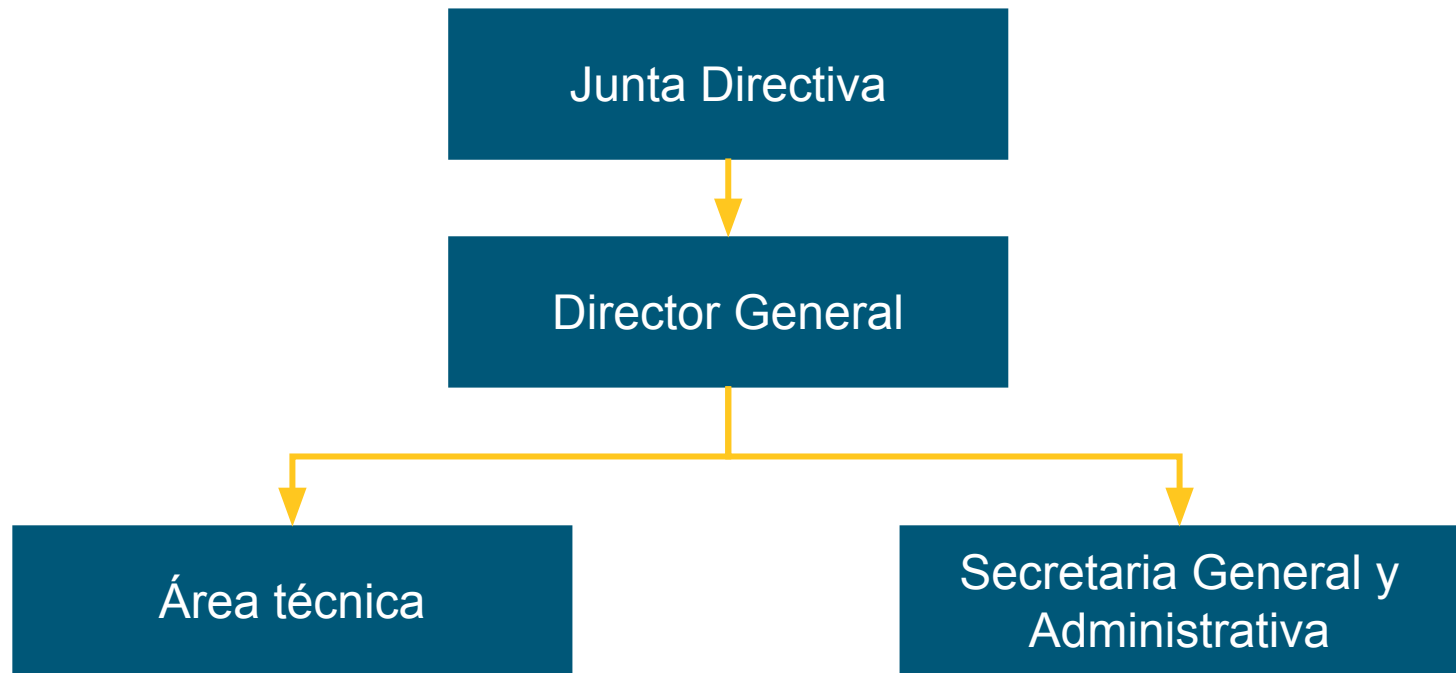 Junta Directiva
Director General
Área técnica
Secretaria General y
Administrativa